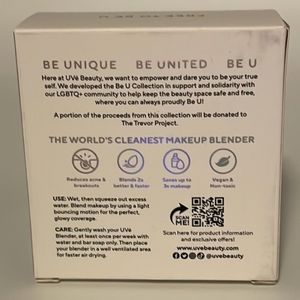 BE UNIQUE BE UNITED BE U
Here at UVé Beauty, we want to empower and dare you to be your true
self. We developed the Be U Collection in support and solidarity with
our LGBTQ+ community to help keep the beauty space safe and free,
where you can always proudly Be U!
A portion of the proceeds from this collection will be donated to
The Trevor Project.
THE WORLD'S CLEANEST MAKEUP BLENDER
Reduces acne &
breakouts
Blends 2x
better & faster
Saves up to
3x makeup
Vegan &
Non-toxic
USE: Wet, then squeeze out excess
water. Blend makeup by using a light
bouncing motion for the perfect,
glowy coverage.
SCAN
ME!
CARE: Gently wash your UVé
Blender, at least once per week with
water and bar soap only. Then place
your blender in a well ventilated area
for faster air drying.
Scan here for product information
and exclusive offers!
www.uvebeauty.com
@uvebeauty